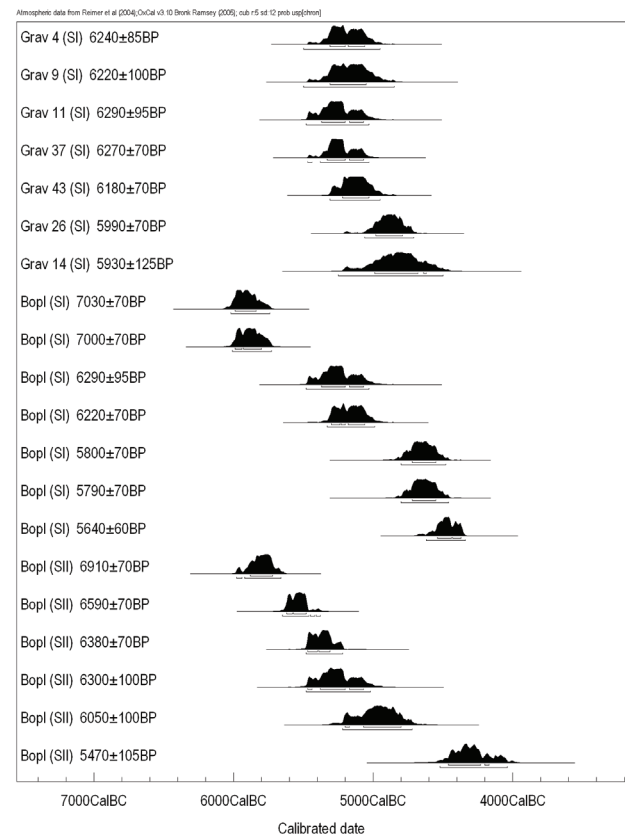 Atmospheric data from Reimer et al (2004);OxCal v3.10 Bronk Ramsey (2005); cub r:5 sd:12 prob usp[chron]
Grav 4 (SI) 6240±85BP
Grav 9 (SI) 6220±100BP
Grav 11 (SI) 6290±95BP
Grav 37 (SI) 6270±70BP
Grav 43 (SI) 6180±70BP
Grav 26 (SI) 5990±70BP
Grav 14 (SI) 5930±125BP
Bopl (SI) 7030±70BP
Bopl (SI) 7000±70BP
Bopl (SI) 6290±95BP
Bopl (SI) 6220±70BP
Bopl (SI) 5800±70BP
Bopl (SI) 5790±70BP
Bopl (SI) 5640±60BP
Bopl (SII) 6910±70BP
Bopl (SII) 6590±70BP
Bopl (SII) 6380±70BP
Bopl (SII) 6300±100BP
Bopl (SII) 6050±100BP
Bopl (SII) 5470±105BP
7000CalBC 6000CalBC 5000CalBC 4000CalBC
Calibrated date